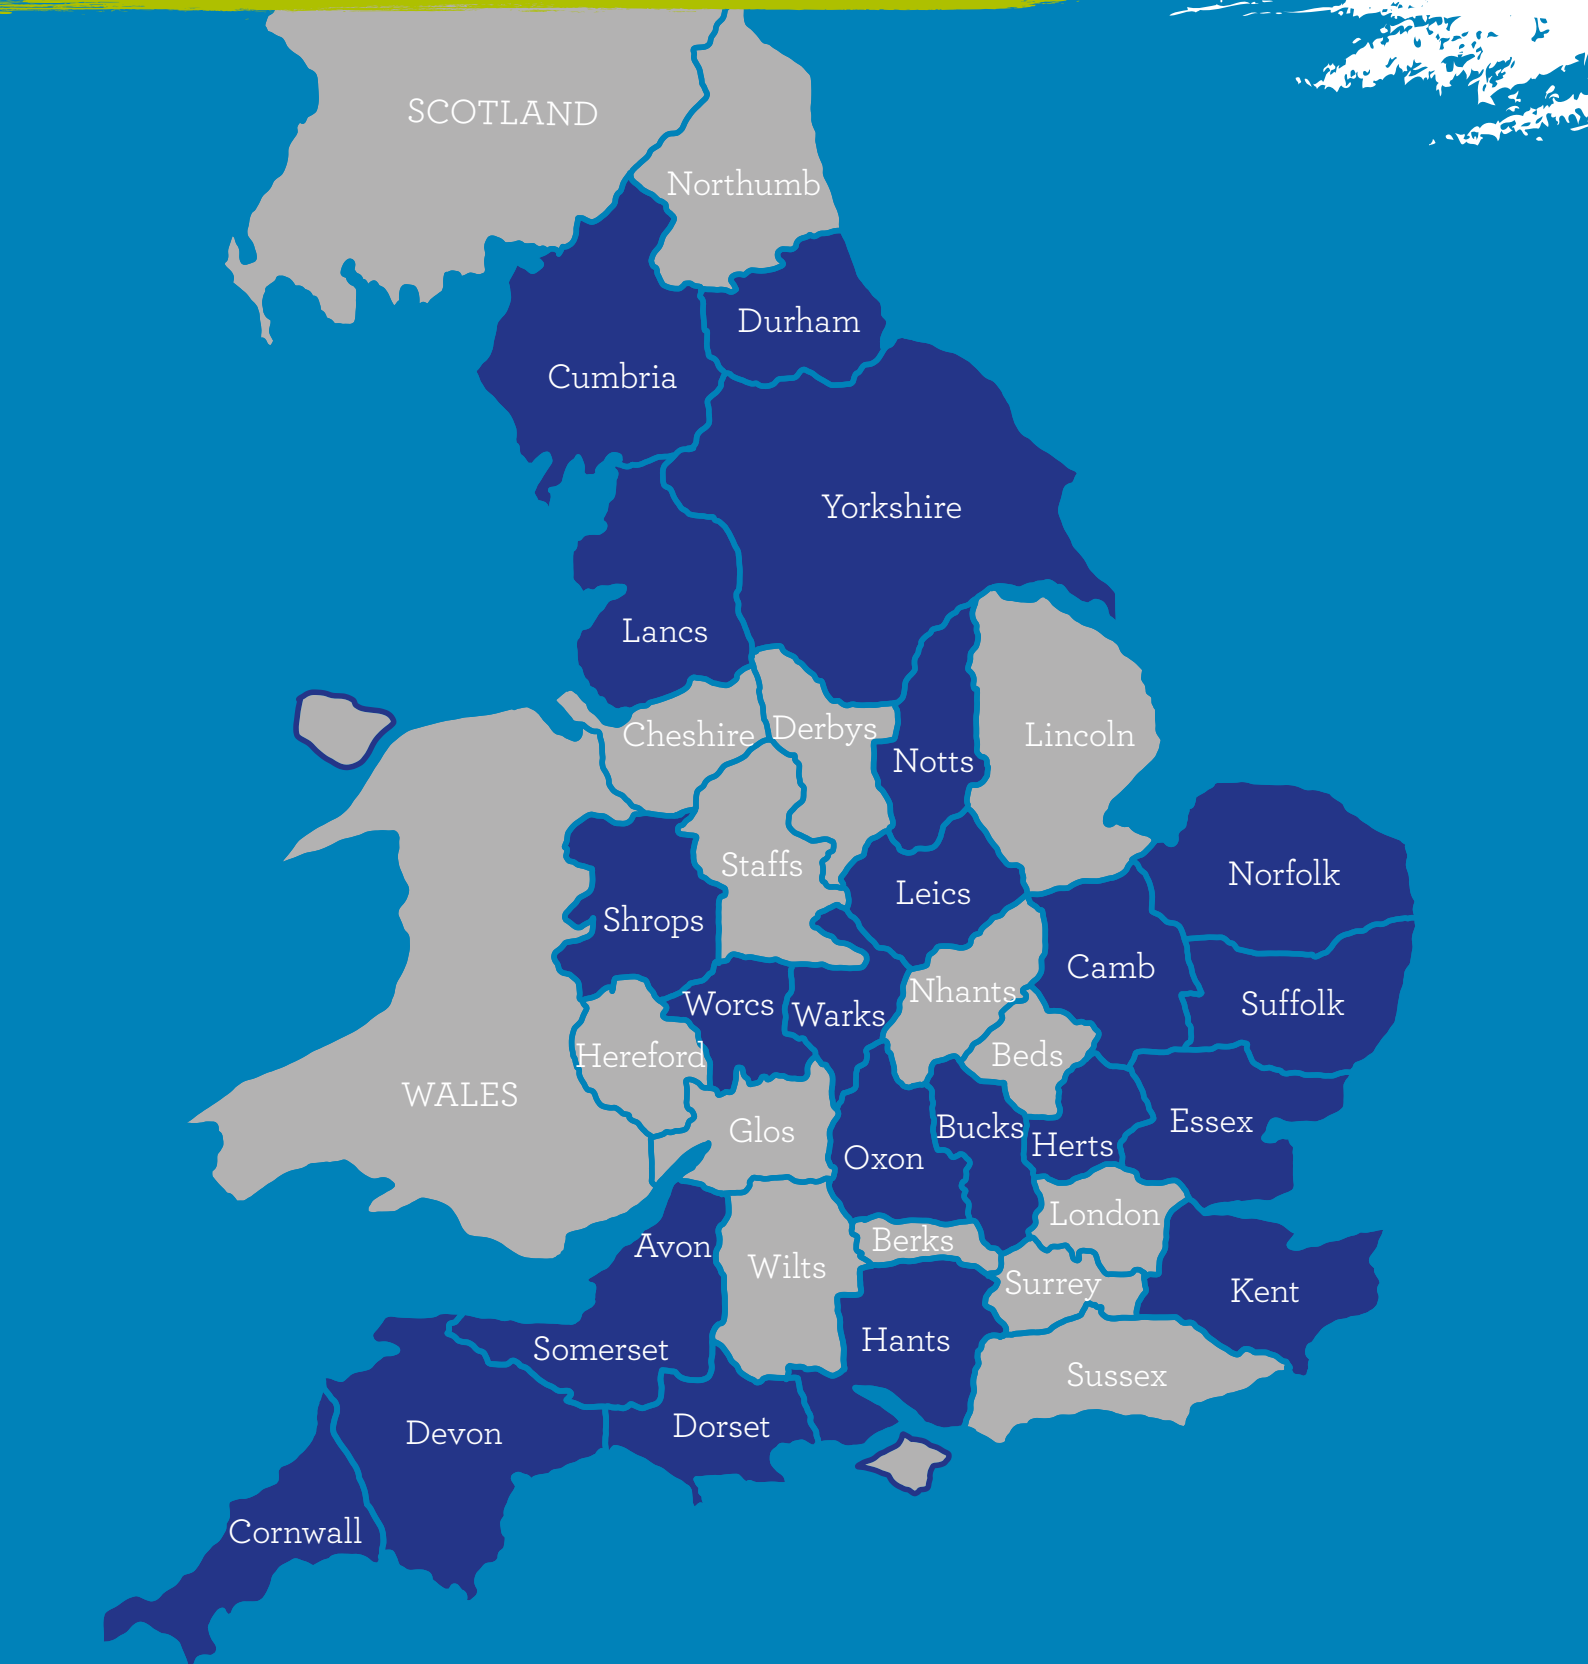 SCOTLAND
Northumb
Durham
Cumbria
Yorkshire
Lancs
Cheshire
Derbys
Notts
Lincoln
Staffs
Norfolk
Leics
Shrops
Camb
Nhants
Worcs
Warks
Suffolk
Hereford
Beds
WALES
Essex
Glos
Bucks
Herts
Oxon
London
Avon
Berks
Wilts
Surrey
Kent
Somerset
Hants
Sussex
Devon
Dorset
Cornwall